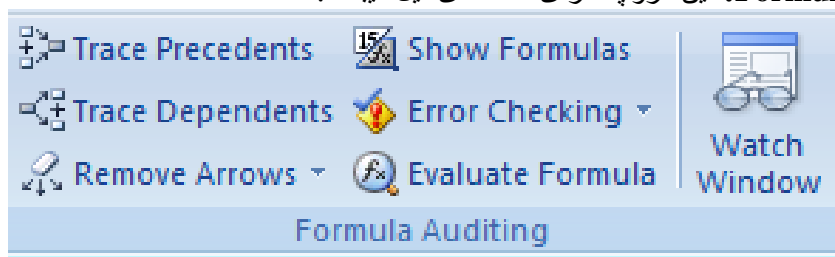 Trace Precedents
Show Formulas
Trace Dependents
Error Checking
Remove Arrows
Evaluate Formula
Watch
Window
Formula Auditing